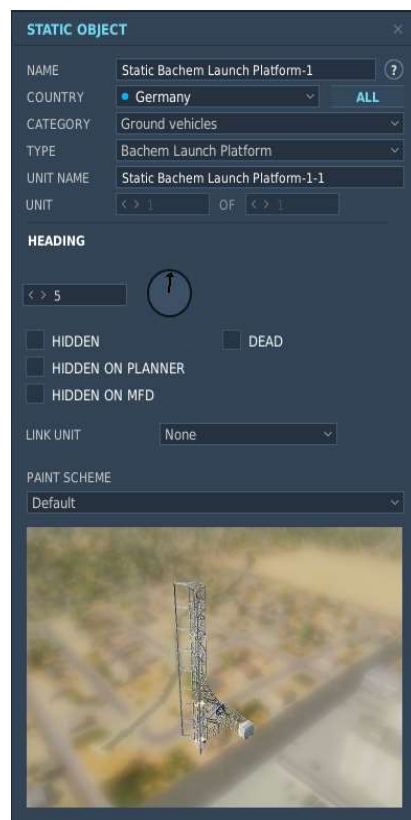 STATIC OBJECT
NAME Static Bachem Launch Platform-1 ?
COUNTRY Germany ALL
CATEGORY Ground vehicles
TYPE Bachem Launch Platform
UNIT NAME Static Bachem Launch Platform-1-1
UNIT < > 1 OF < > 1
HEADING
< > 5
HIDDEN DEAD
HIDDEN ON PLANNER
HIDDEN ON MFD
LINK UNIT None
PAINT SCHEME
Default